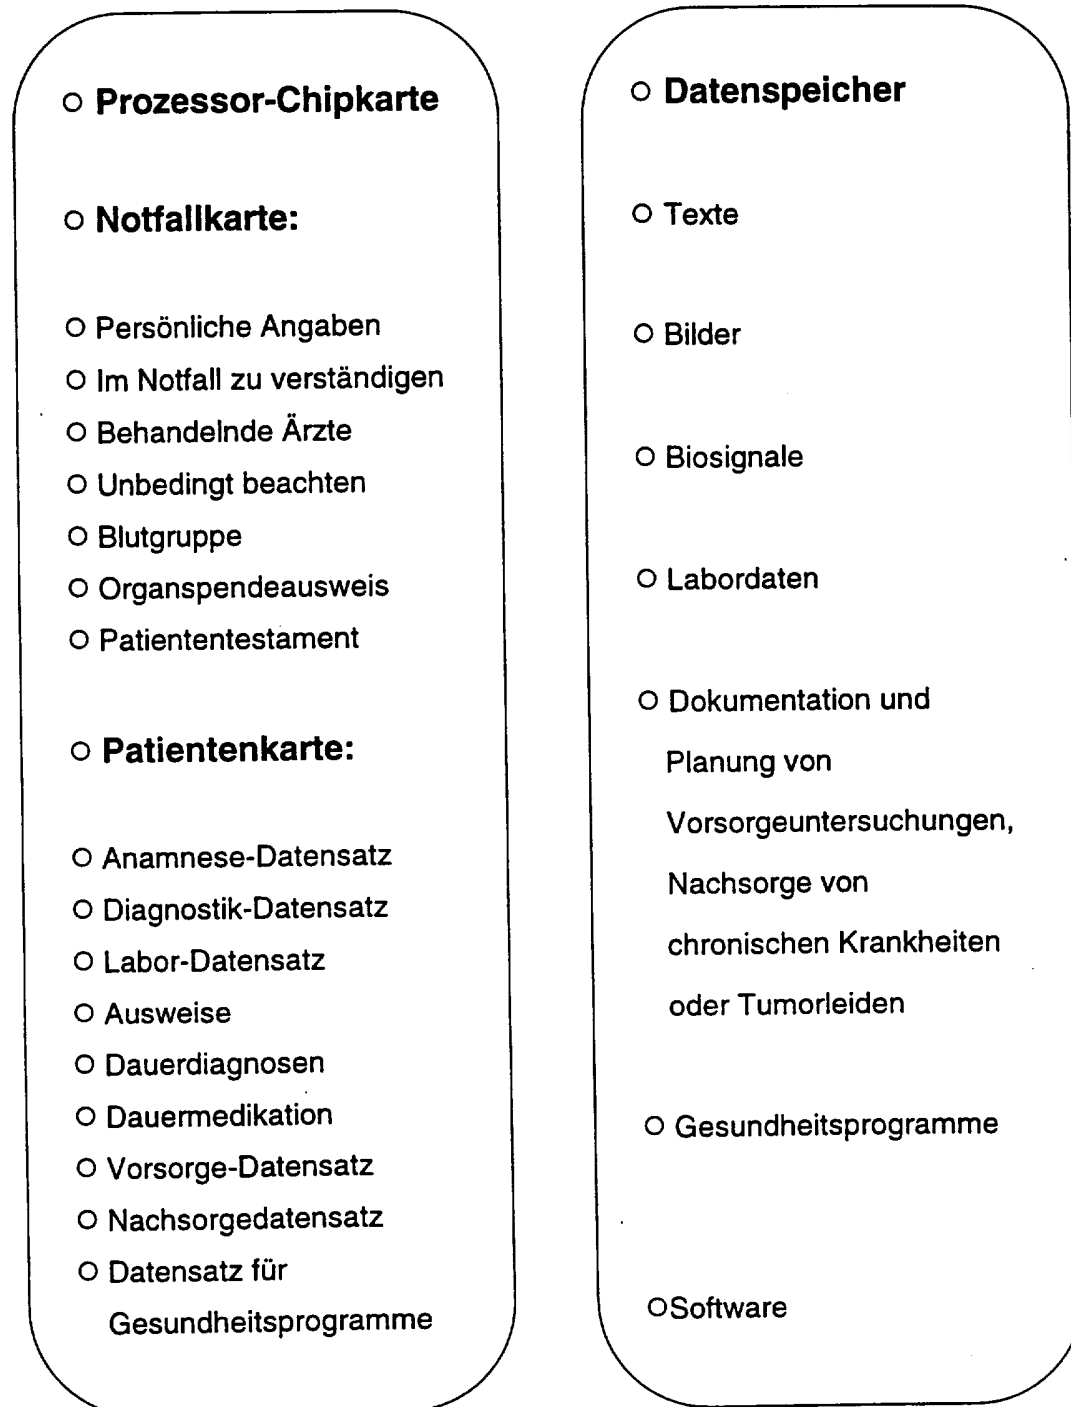 ○ Prozessor-Chipkarte
○ Notfallkarte:
○ Persönliche Angaben
○ Im Notfall zu verständigen
○ Behandelnde Ärzte
○ Unbedingt beachten
○ Blutgruppe
○ Organspendeausweis
○ Patiententestament
○ Patientenkarte:
○ Anamnese-Datensatz
○ Diagnostik-Datensatz
○ Labor-Datensatz
○ Ausweise
○ Dauerdiagnosen
○ Dauermedikation
○ Vorsorge-Datensatz
○ Nachsorgedatensatz
○ Datensatz für
Gesundheitsprogramme
○ Datenspeicher
○ Texte
○ Bilder
○ Biosignale
○ Labordaten
○ Dokumentation und
Planung von
Vorsorgeuntersuchungen,
Nachsorge von
chronischen Krankheiten
oder Tumorleiden
○ Gesundheitsprogramme
○Software